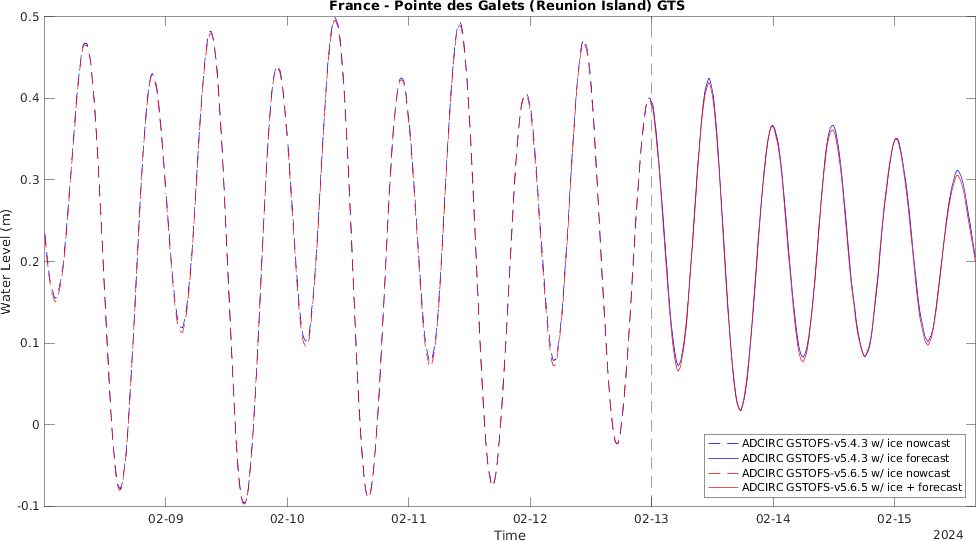 France - Pointe des Galets (Reunion Island) GTS
0.5
0.4
0.3
0.2
0.1
0
-0.1
Water Level (m)
ADCIRC GSTOFS-v5.4.3 w/ ice nowcast
ADCIRC GSTOFS-v5.4.3 w/ ice forecast
ADCIRC GSTOFS-v5.6.5 w/ ice nowcast
ADCIRC GSTOFS-v5.6.5 w/ ice + forecast
02-09 02-10 02-11 02-12 02-13 02-14 02-15
Time
2024